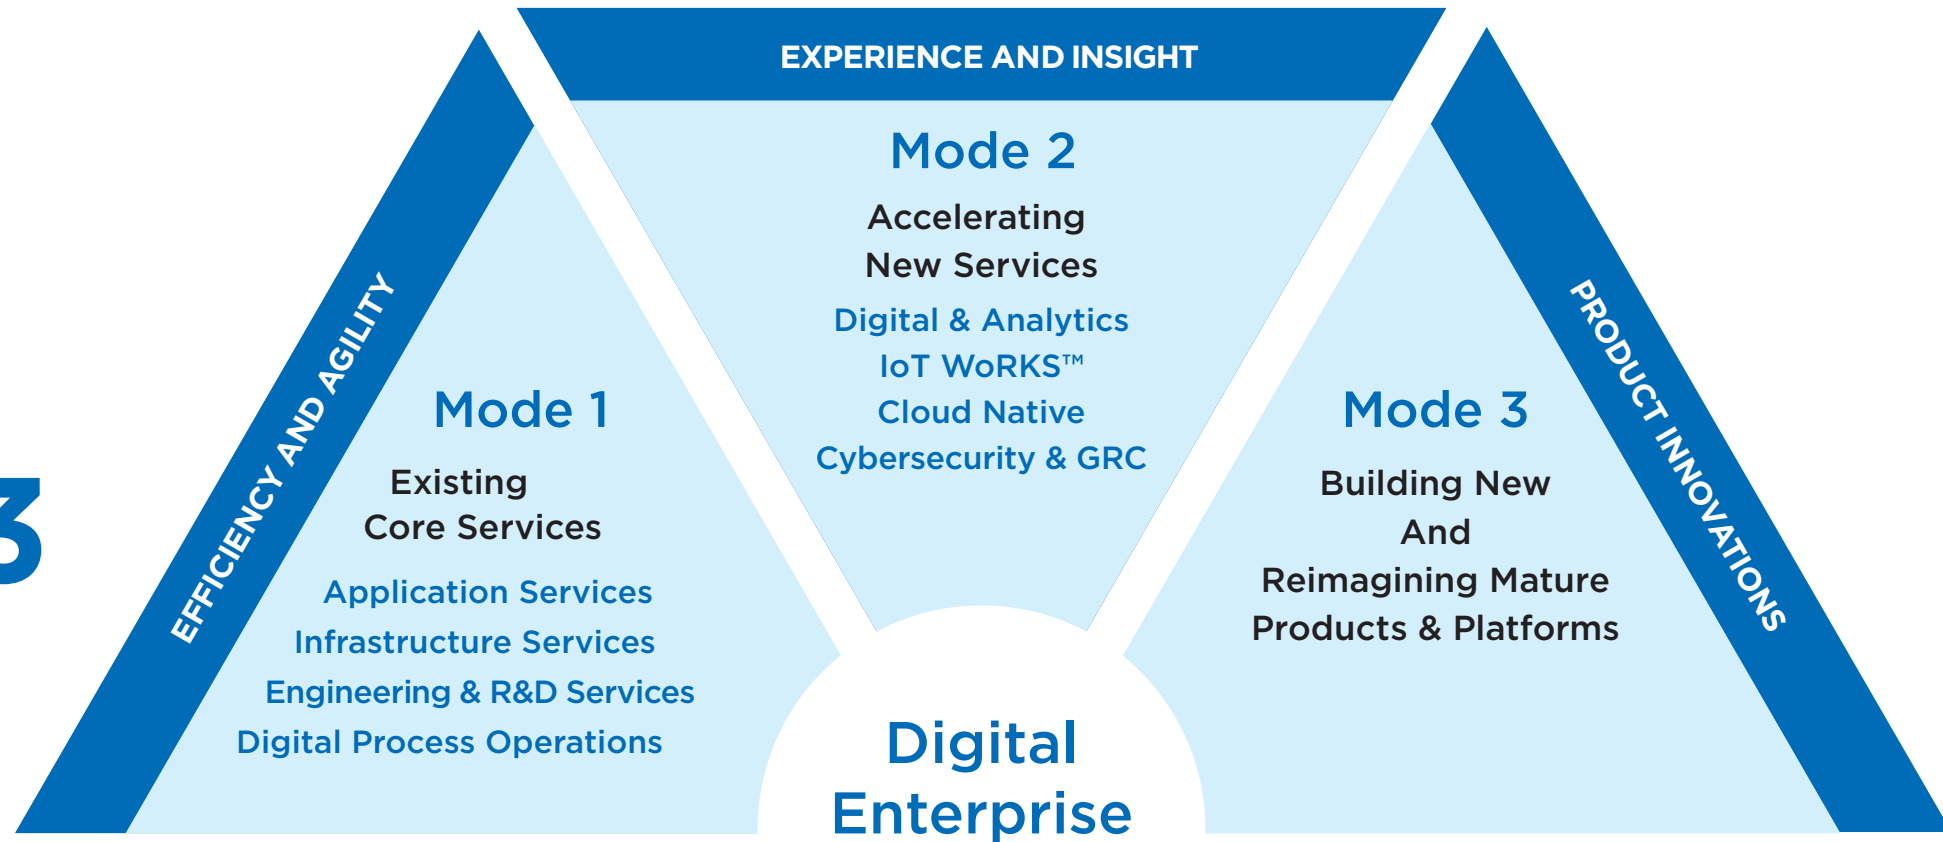 EXPERIENCE AND INSIGHT
Mode 2
Accelerating
New Services
Digital & Analytics
IoT WoRKS™
Cloud Native
Cybersecurity & GRC
EFFICIENCY AND AGILITY
Mode 1
Existing
Core Services
Application Services
Infrastructure Services
Engineering & R&D Services
Digital Process Operations
3
PRODUCT INNOVATIONS
Mode 3
Building New
And
Reimagining Mature
Products & Platforms
Digital
Enterprise